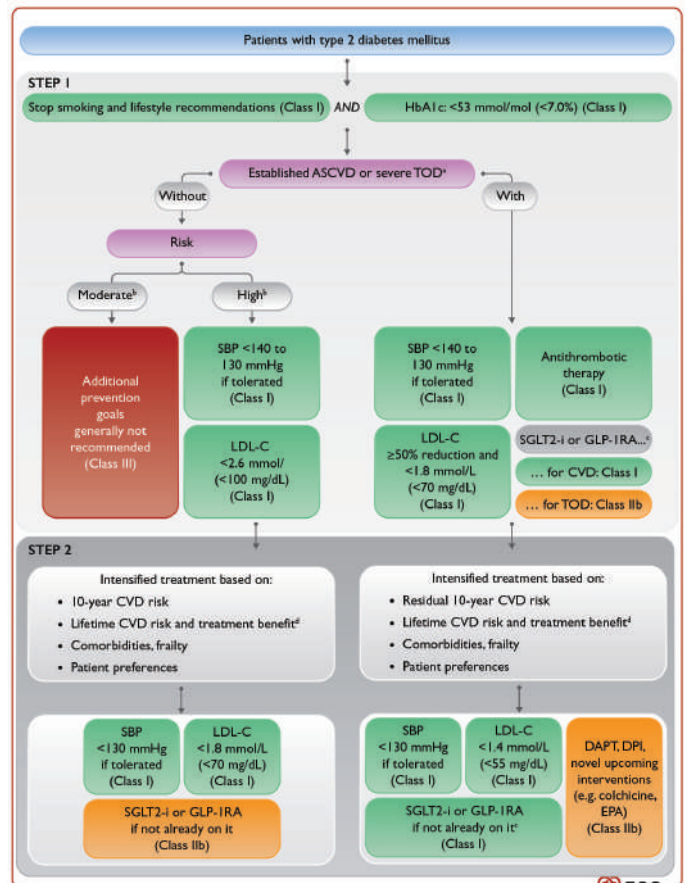 Patients with type 2 diabetes mellitus
STEP 1
Stop smoking and lifestyle recommendations (Class I) AND HbA1c: <53 mmol/mol (<7.0%) (Class I)
Established ASCVD or severe TODᵃ
Without
With
Risk
Moderateᵇ
Highᵇ
Additional
prevention
goals
generally not
recommended
(Class III)
SBP <140 to
130 mmHg
if tolerated
(Class I)
LDL-C
<2.6 mmol/
(<100 mg/dL)
(Class I)
SBP <140 to
130 mmHg
if tolerated
(Class I)
LDL-C
≥50% reduction and
<1.8 mmol/L
(<70 mg/dL)
(Class I)
Antithrombotic
therapy
(Class I)
SGLT2-i or GLP-1RA...ᶜ
... for CVD: Class I
... for TOD: Class IIb
STEP 2
Intensified treatment based on:
• 10-year CVD risk
• Lifetime CVD risk and treatment benefitᵈ
• Comorbidities, frailty
• Patient preferences
Intensified treatment based on:
• Residual 10-year CVD risk
• Lifetime CVD risk and treatment benefitᵈ
• Comorbidities, frailty
• Patient preferences
SBP
<130 mmHg
if tolerated
(Class I)
LDL-C
<1.8 mmol/L
(<70 mg/dL)
(Class I)
SGLT2-i or GLP-1RA
if not already on it
(Class IIb)
SBP
<130 mmHg
if tolerated
(Class I)
LDL-C
<1.4 mmol/L
(<55 mg/dL)
(Class I)
SGLT2-i or GLP-1RA
if not already on itᶜ
(Class I)
DAPT, DPI,
novel upcoming
interventions
(e.g. colchicine,
EPA)
(Class IIb)